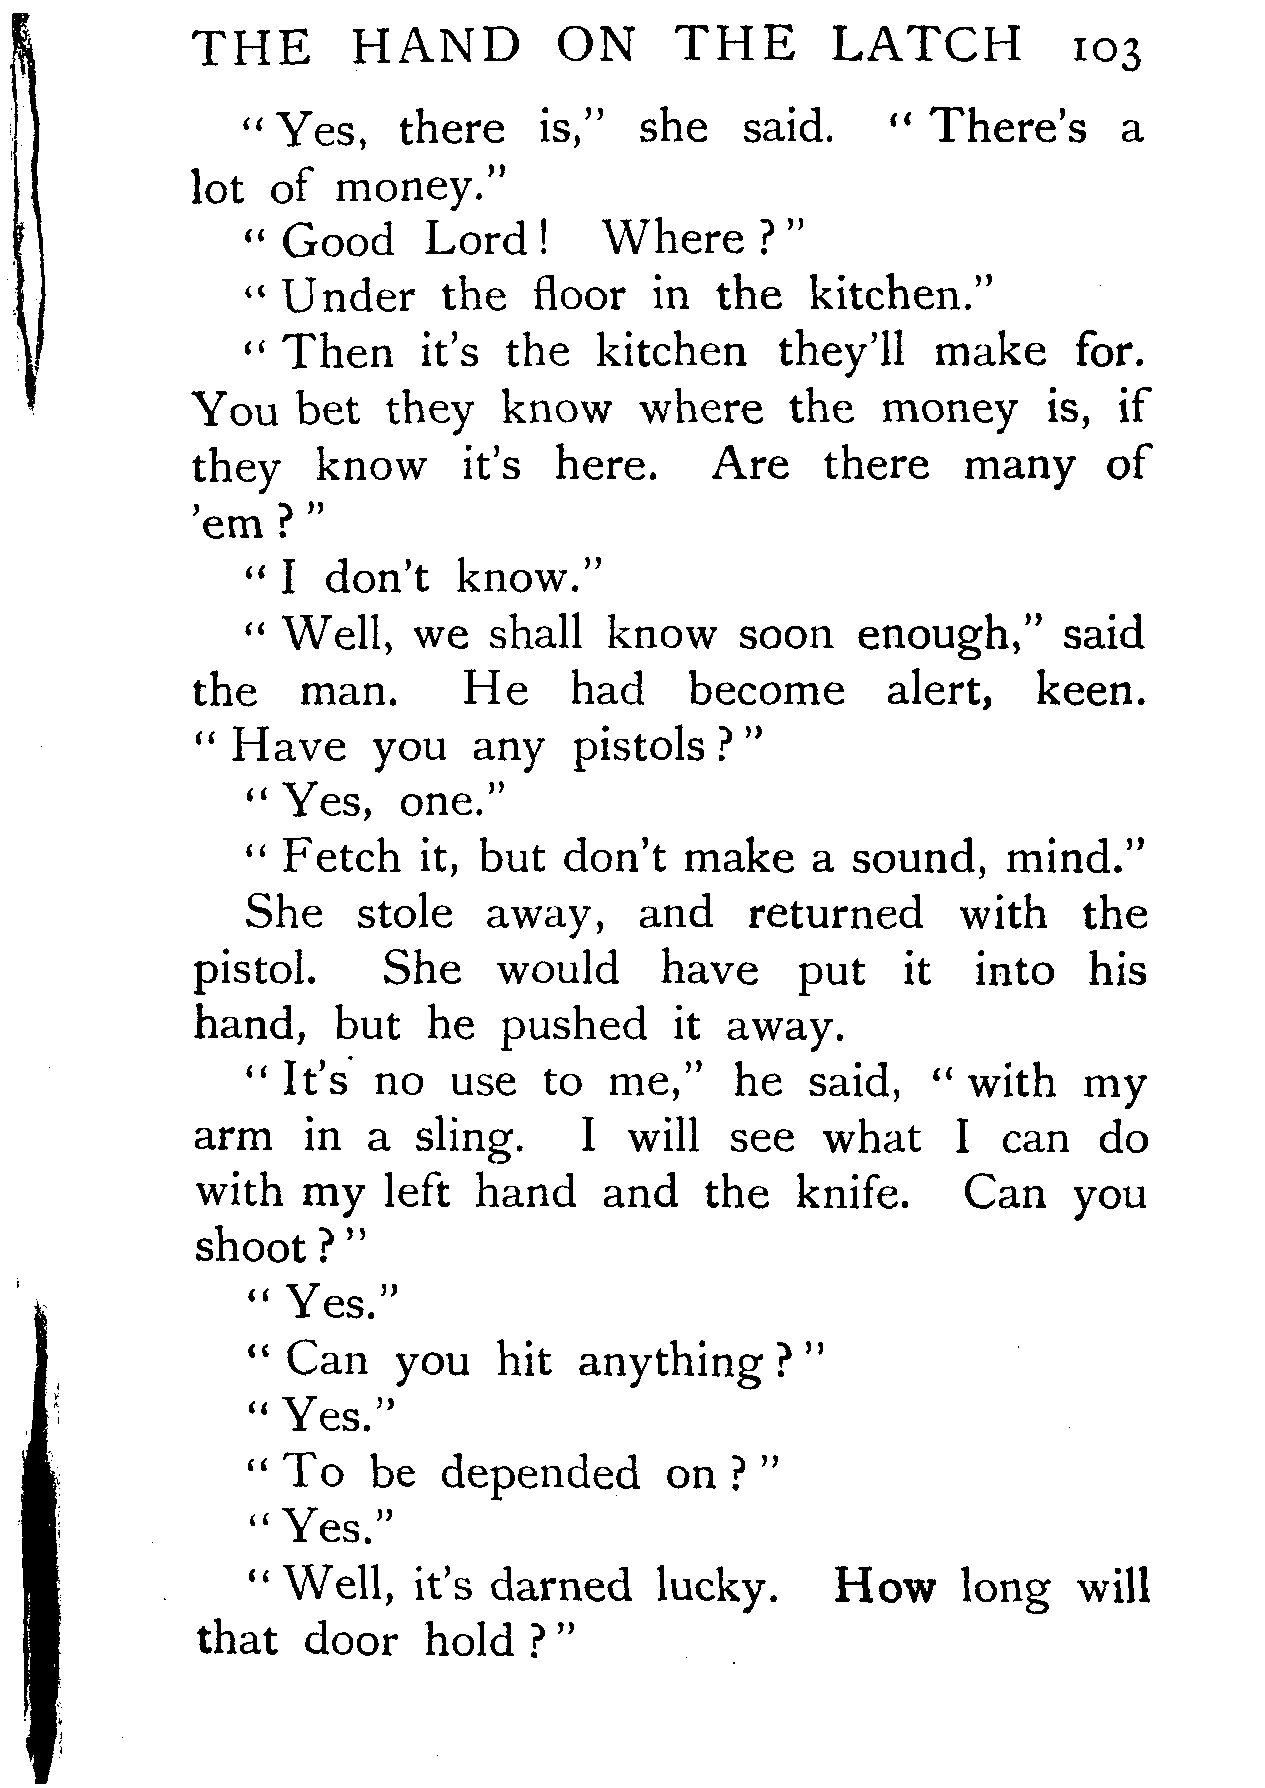 THE HAND ON THE LATCH 103
“Yes, there is,” she said. “There's a
lot of money.”
“Good Lord! Where?”
“Under the floor in the kitchen.”
“Then it's the kitchen they'll make for.
You bet they know where the money is, if
they know it's here. Are there many of
'em?”
“I don't know.”
“Well, we shall know soon enough,” said
the man. He had become alert, keen.
“Have you any pistols?”
“Yes, one.”
“Fetch it, but don't make a sound, mind.”
She stole away, and returned with the
pistol. She would have put it into his
hand, but he pushed it away.
“It's no use to me,” he said, “with my
arm in a sling. I will see what I can do
with my left hand and the knife. Can you
shoot?”
“Yes.”
“Can you hit anything?”
“Yes.”
“To be depended on?”
“Yes.”
“Well, it's darned lucky. How long will
that door hold?”